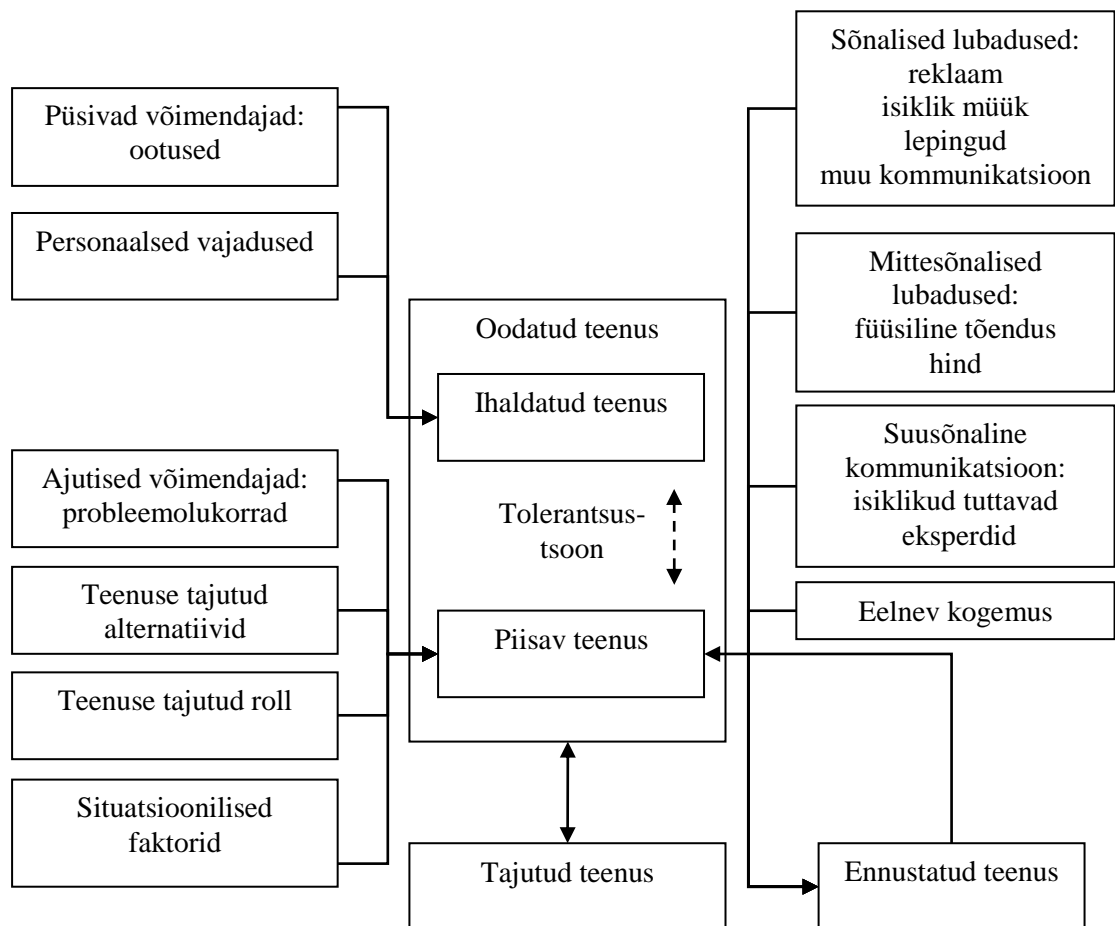 Püsivad võimendajad:
ootused
Personaalsed vajadused
Ajutised võimendajad:
probleemolukorrad
Teenuse tajutud
alternatiivid
Teenuse tajutud roll
Situatsioonilised
faktorid
Oodatud teenus
Ihaldatud teenus
Tolerantsus-
tsoon
Piisav teenus
Tajutud teenus
Sõnalised lubadused:
reklaam
isiklik müük
lepingud
muu kommunikatsioon
Mittesõnalised
lubadused:
füüsiline tõendus
hind
Suusõnaline
kommunikatsioon:
isiklikud tuttavad
eksperdid
Eelnev kogemus
Ennustatud teenus